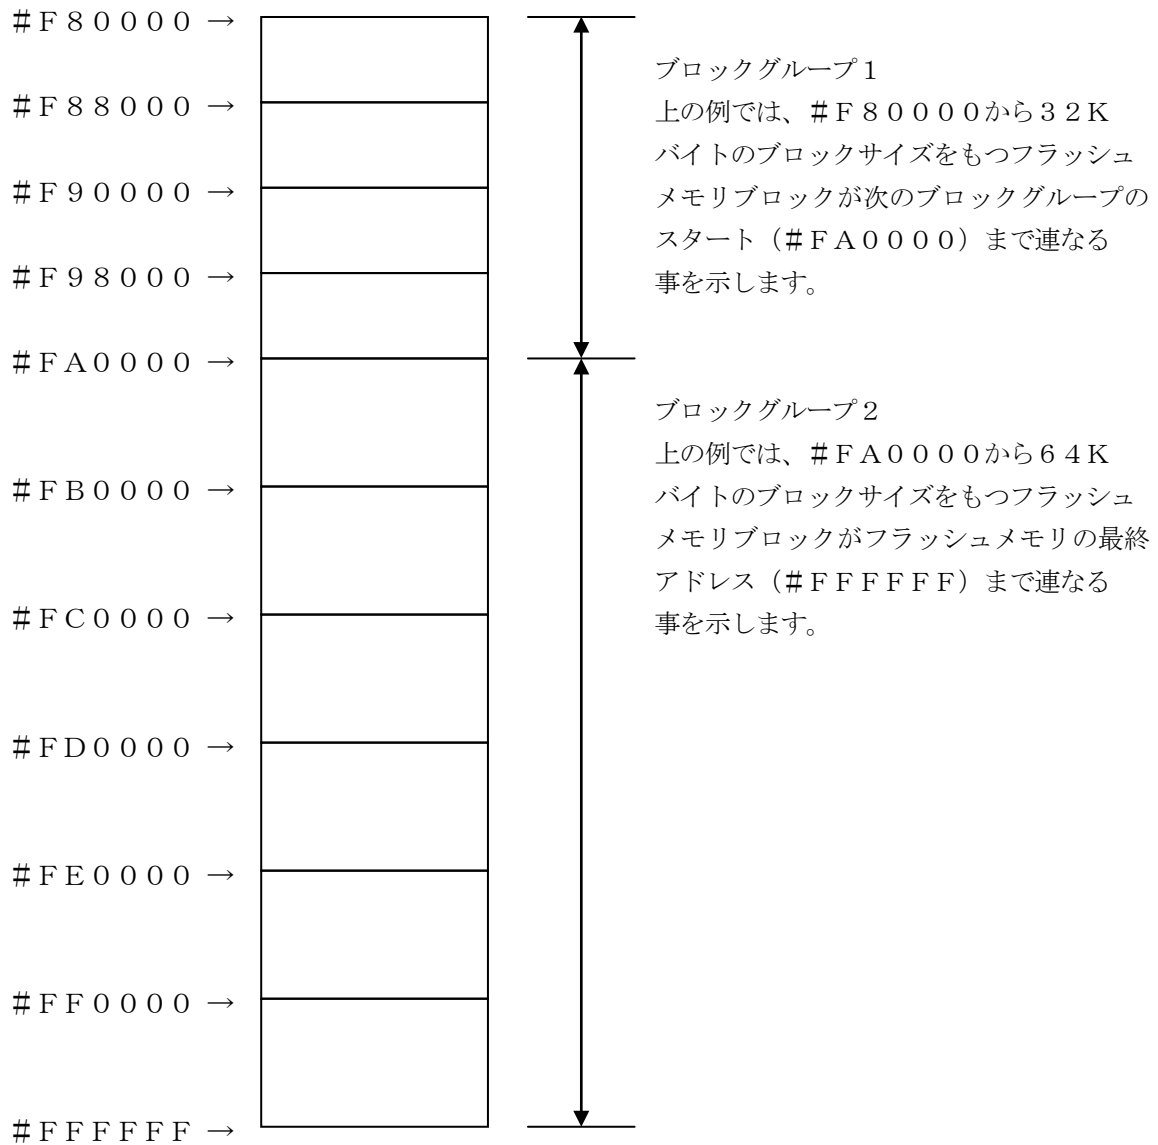 ＃Ｆ８００００ →
＃Ｆ８８０００ →
＃Ｆ９００００ →
＃Ｆ９８０００ →
＃ＦＡ００００ →
＃ＦＢ００００ →
＃ＦＣ００００ →
＃ＦＤ００００ →
＃ＦＥ００００ →
＃ＦＦ００００ →
＃ＦＦＦＦＦＦ →
ブロックグループ１
上の例では、＃Ｆ８００００から３２Ｋ
バイトのブロックサイズをもつフラッシュ
メモリブロックが次のブロックグループの
スタート（＃ＦＡ００００）まで連なる
事を示します。
ブロックグループ２
上の例では、＃ＦＡ００００から６４Ｋ
バイトのブロックサイズをもつフラッシュ
メモリブロックがフラッシュメモリの最終
アドレス（＃ＦＦＦＦＦＦ）まで連なる
事を示します。